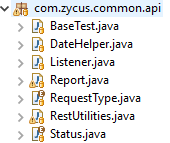 com.zycus.common.api
BaseTest.java
DateHelper.java
Listener.java
Report.java
RequestType.java
RestUtilities.java
Status.java